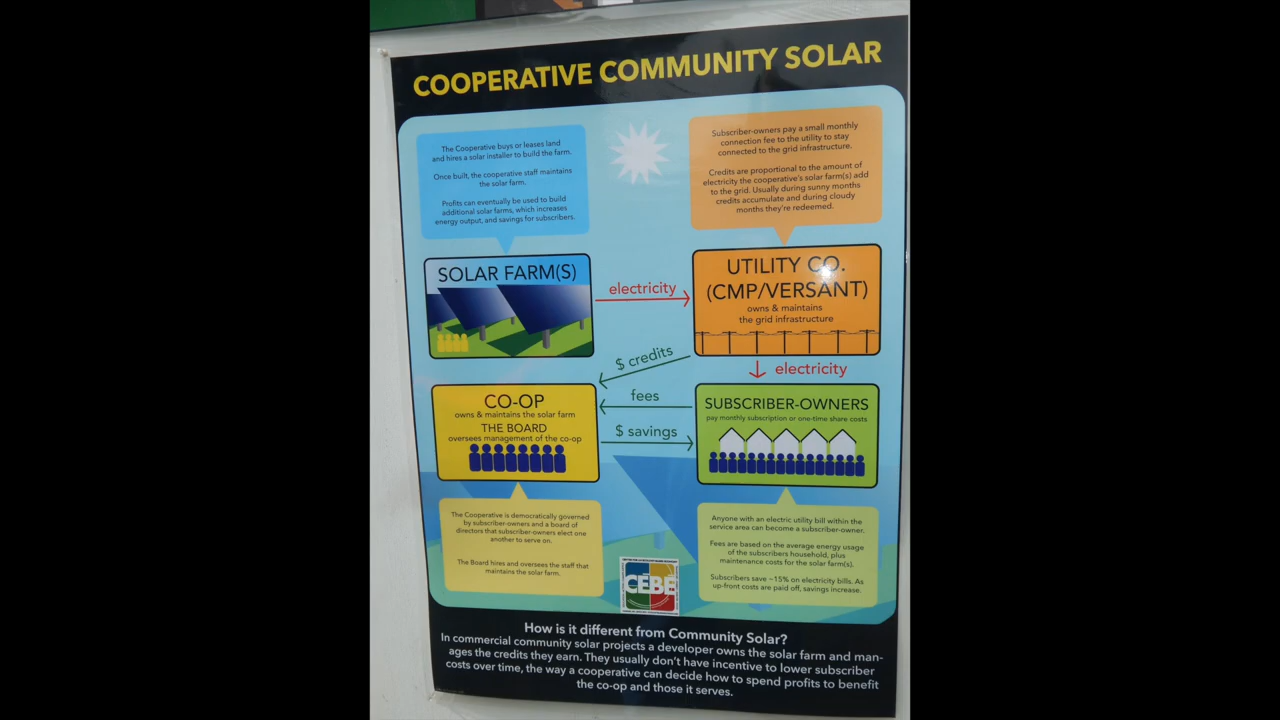 COOPERATIVE COMMUNITY SOLAR
The Cooperative buys or leases land
and hires a solar installer to build the farm.
Once built, the cooperative staff maintains
the solar farm.
Profits can eventually be used to build
additional solar farms, which increases
energy output, and savings for subscribers.
Subscriber-owners pay a small monthly
connection fee to the utility to stay
connected to the grid infrastructure.
Credits are proportional to the amount of
electricity the cooperative's solar farm(s) add
to the grid. Usually during sunny months
credits accumulate and during cloudy
months they're redeemed.
SOLAR FARM(S)
electricity
UTILITY CO.
(CMP/VERSANT)
owns & maintains
the grid infrastructure
$ credits
electricity
CO-OP
owns & maintains the solar farm
THE BOARD
oversees management of the co-op
fees
$ savings
SUBSCRIBER-OWNERS
pay monthly subscription or one-time share costs
The Cooperative is democratically governed
by subscriber-owners and a board of
directors that subscriber-owners elect one
another to serve on.
The Board hires and oversees the staff that
maintains the solar farm.
Anyone with an electric utility bill within the
service area can become a subscriber-owner.
Fees are based on the average energy usage
of the subscribers household, plus
maintenance costs for the solar farm(s).
Subscribers save ~15% on electricity bills. As
up-front costs are paid off, savings increase.
CEBE
How is it different from Community Solar?
In commercial community solar projects a developer owns the solar farm and man-
ages the credits they earn. They usually don't have incentive to lower subscriber
costs over time, the way a cooperative can decide how to spend profits to benefit
the co-op and those it serves.